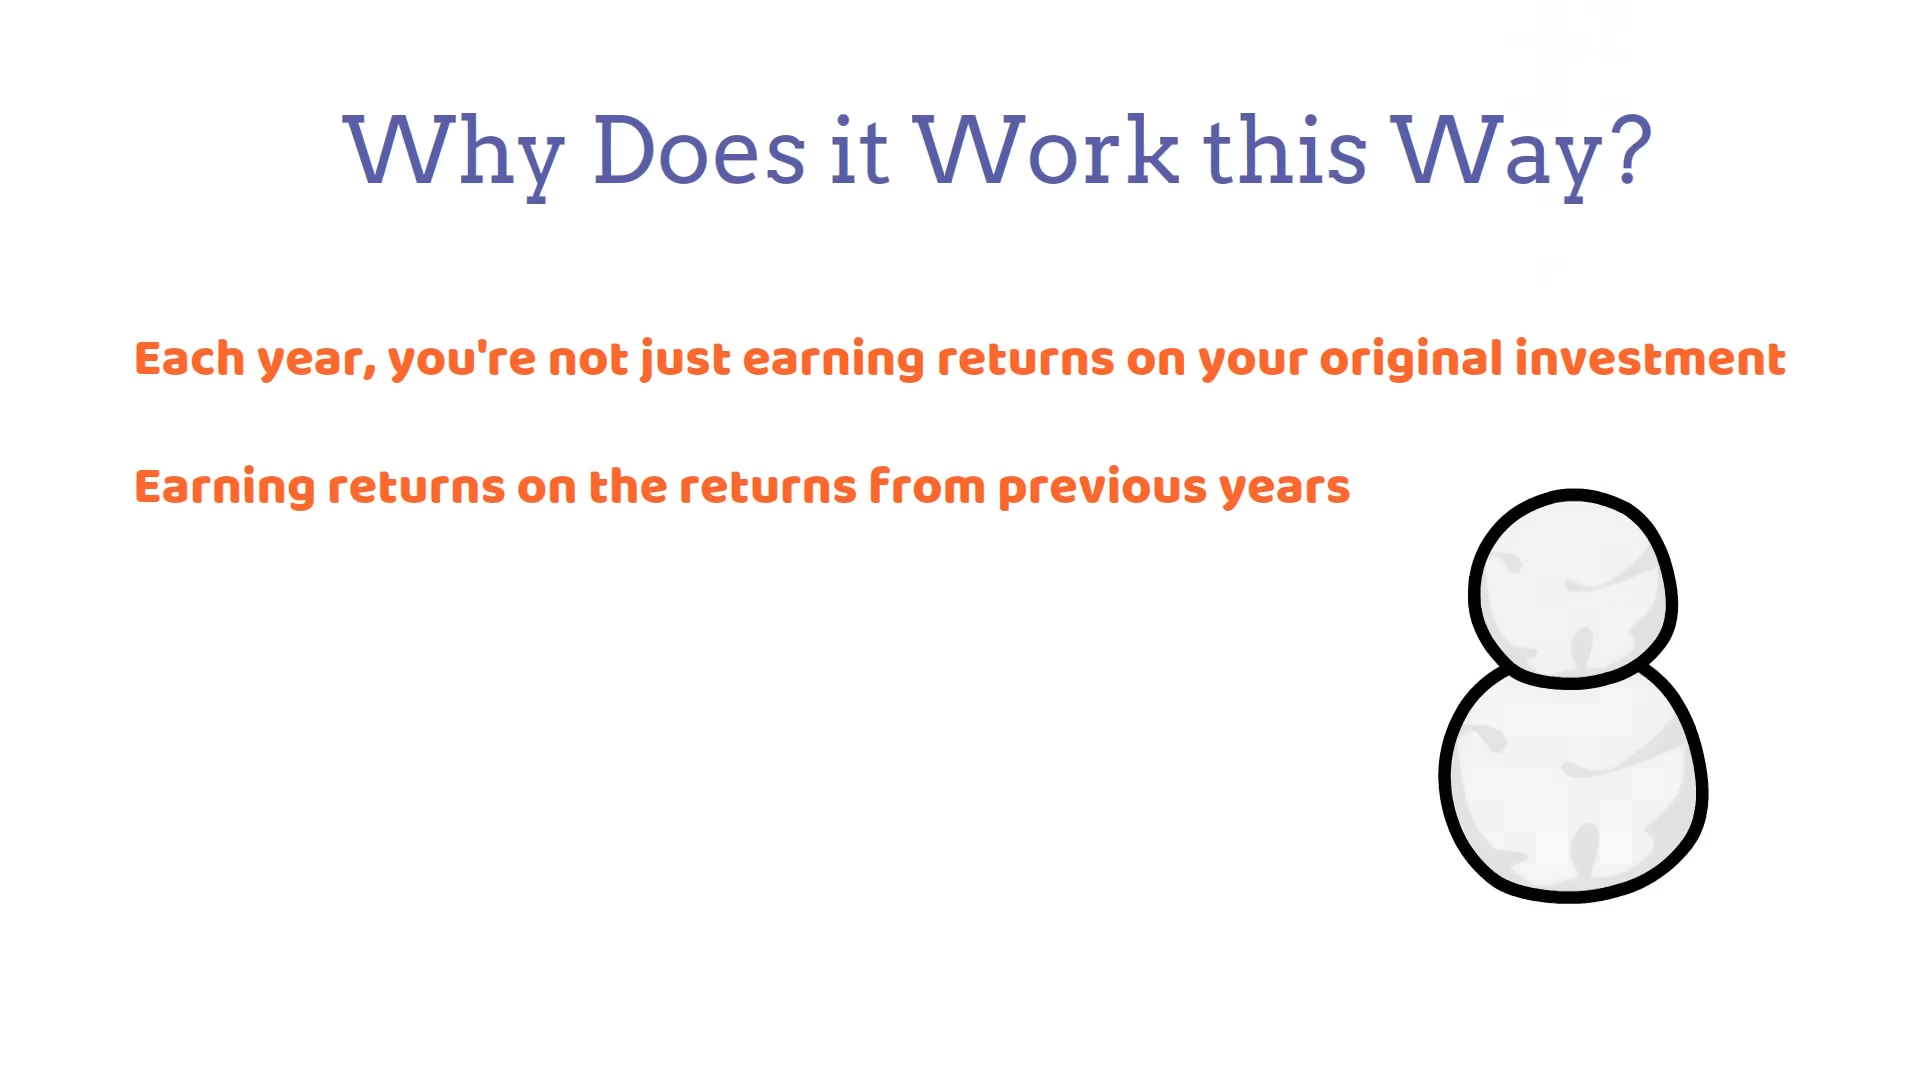 Why Does it Work this Way?
Each year, you're not just earning returns on your original investment
Earning returns on the returns from previous years